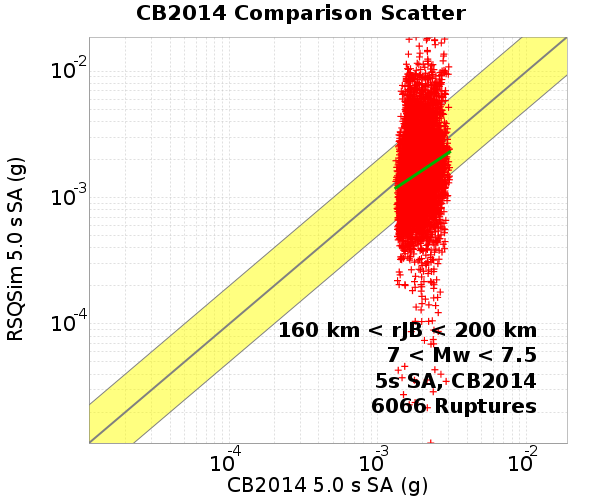 CB2014 Comparison Scatter
RSQSim 5.0 s SA (g)
10-2
10-3
10-4
160 km < rJB < 200 km
7 < Mw < 7.5
5s SA, CB2014
6066 Ruptures
10-4
10-3
10-2
CB2014 5.0 s SA (g)